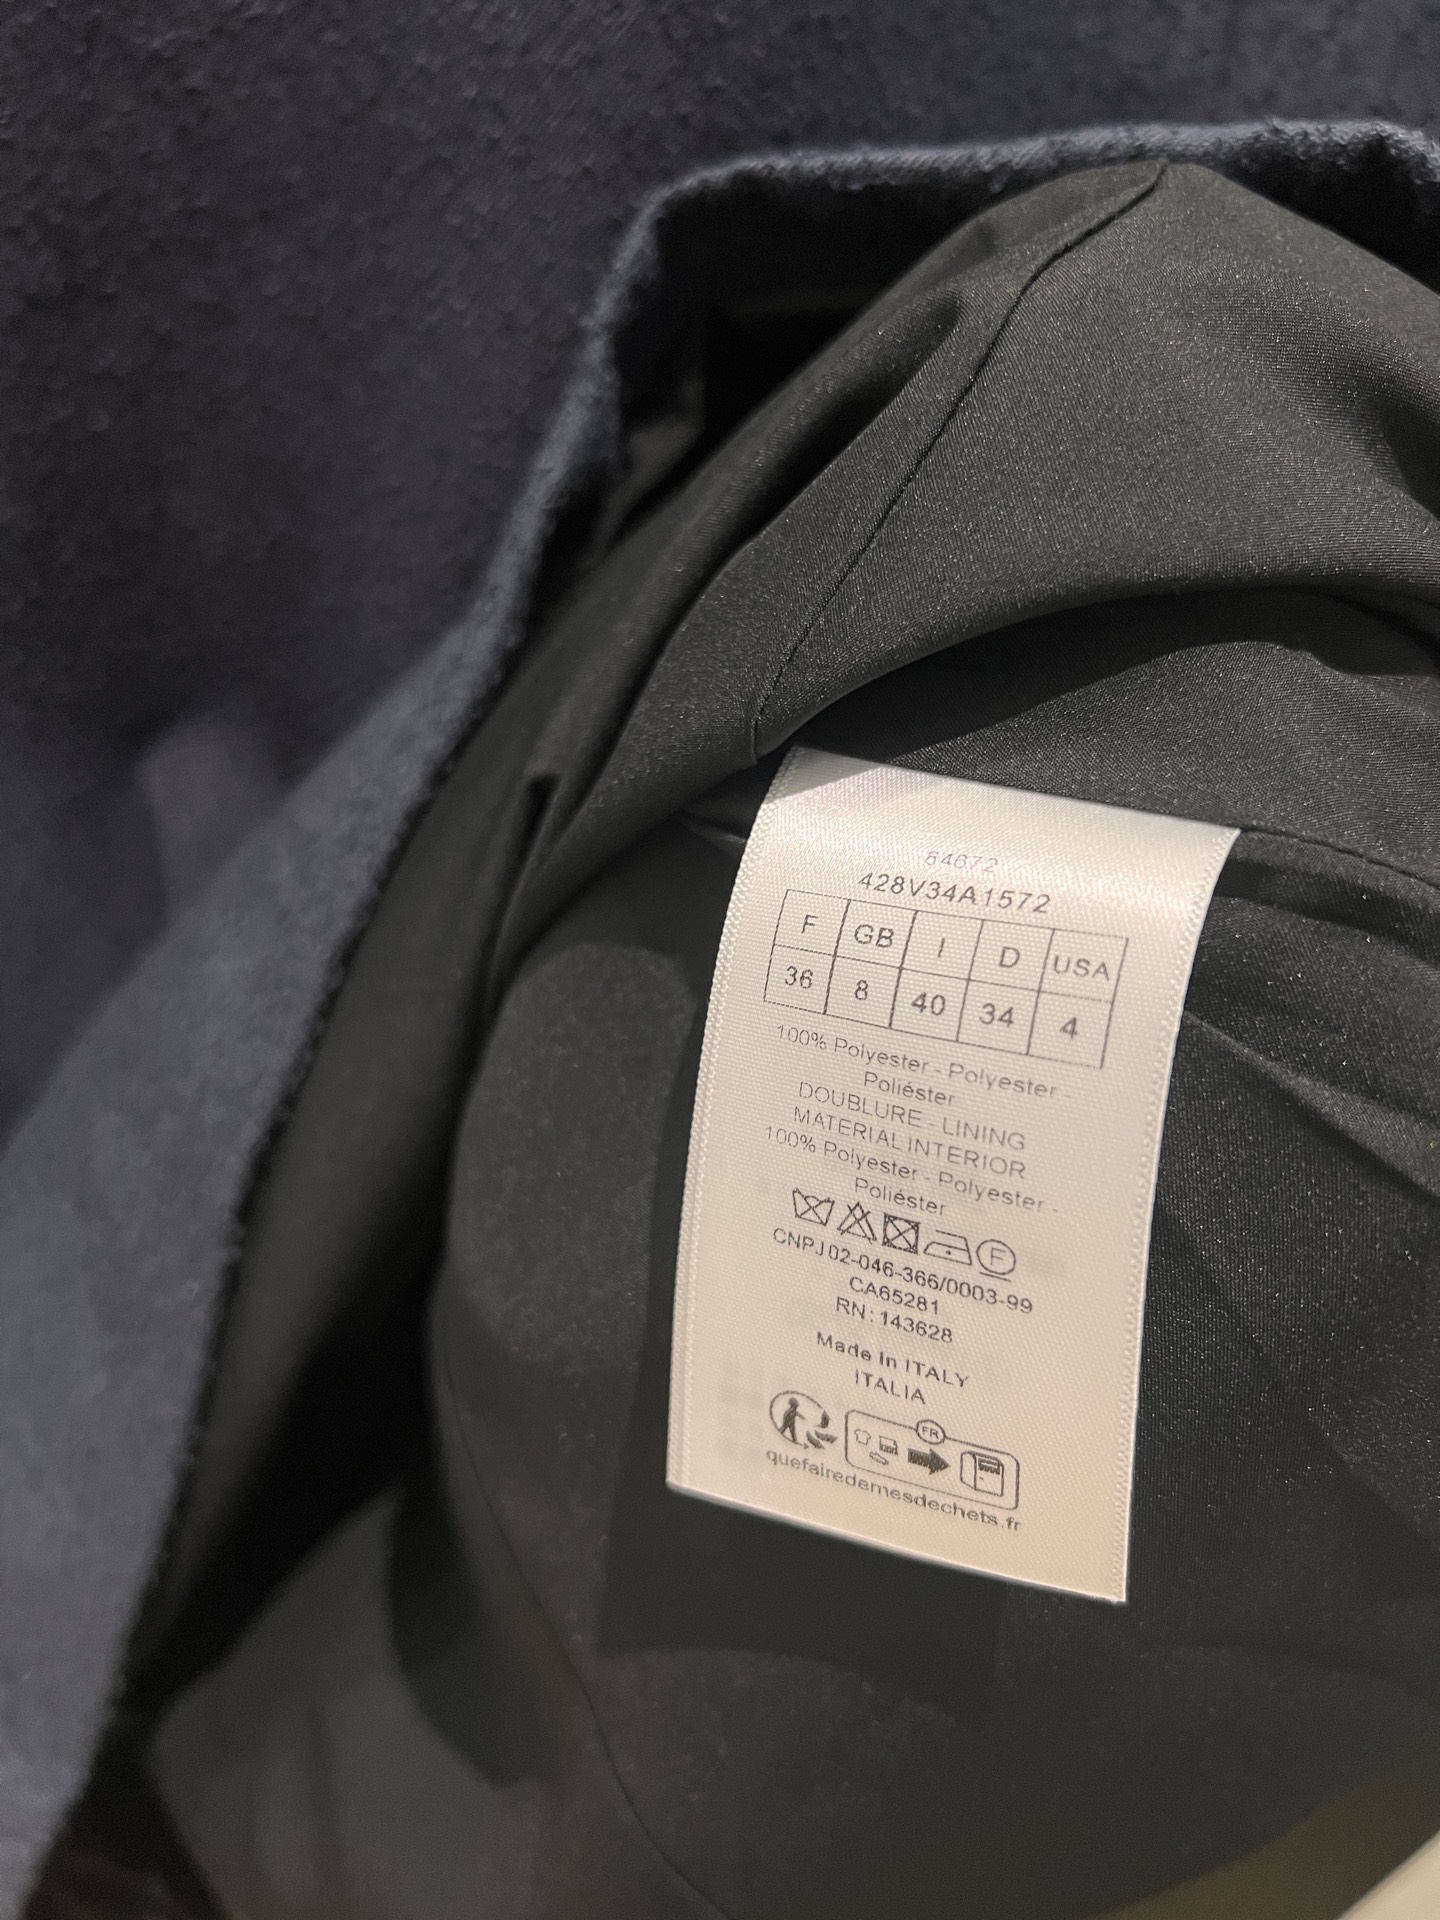 64672
428V34A1572
F GB I D USA
36 8 40 34 4
100% Polyester - Polyester -
Poliéster
DOUBLURE - LINING
MATERIAL INTERIOR
100% Polyester - Polyester -
Poliéster
F
CNPJ 02-046-366/0003-99
CA65281
RN: 143628
Made In ITALY
ITALIA
FR
quefairedemesdechets.fr